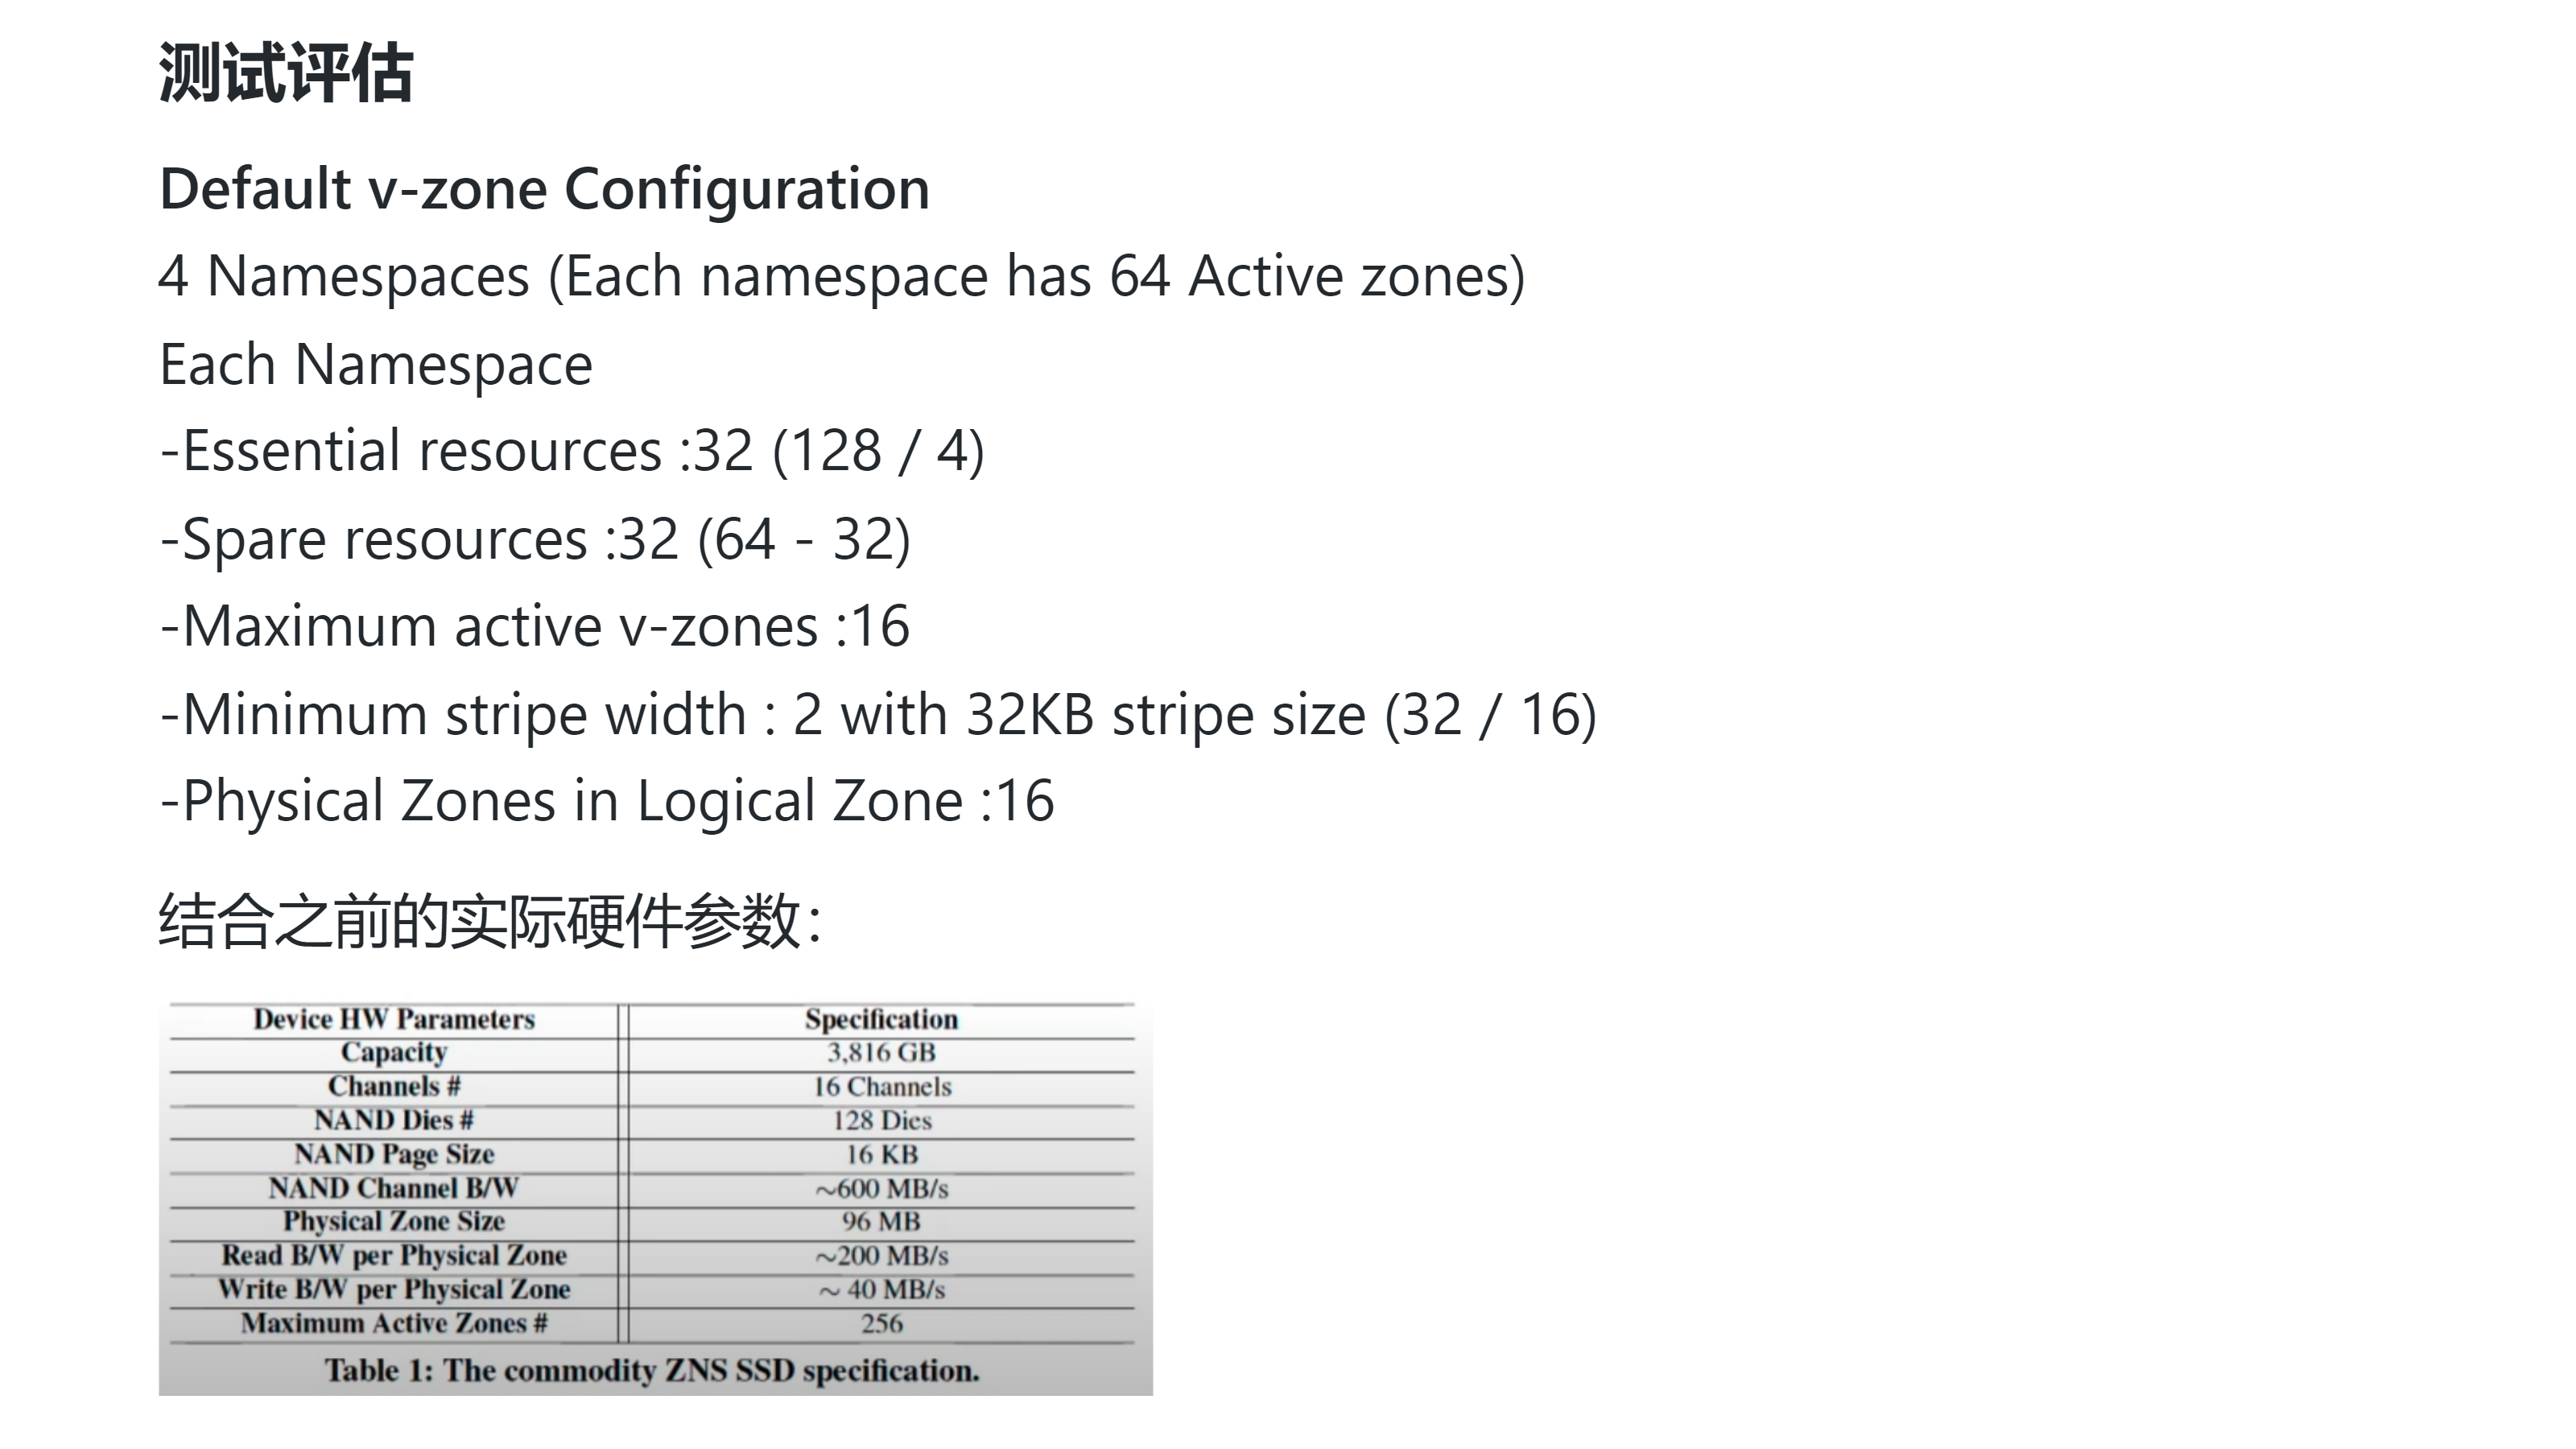 测试评估
Default v-zone Configuration
4 Namespaces (Each namespace has 64 Active zones)
Each Namespace
-Essential resources :32 (128 / 4)
-Spare resources :32 (64 - 32)
-Maximum active v-zones :16
-Minimum stripe width : 2 with 32KB stripe size (32 / 16)
-Physical Zones in Logical Zone :16
结合之前的实际硬件参数：
Device HW Parameters Specification
Capacity 3,816 GB
Channels # 16 Channels
NAND Dies # 128 Dies
NAND Page Size 16 KB
NAND Channel B/W ~600 MB/s
Physical Zone Size 96 MB
Read B/W per Physical Zone ~200 MB/s
Write B/W per Physical Zone ~ 40 MB/s
Maximum Active Zones # 256
Table 1: The commodity ZNS SSD specification.